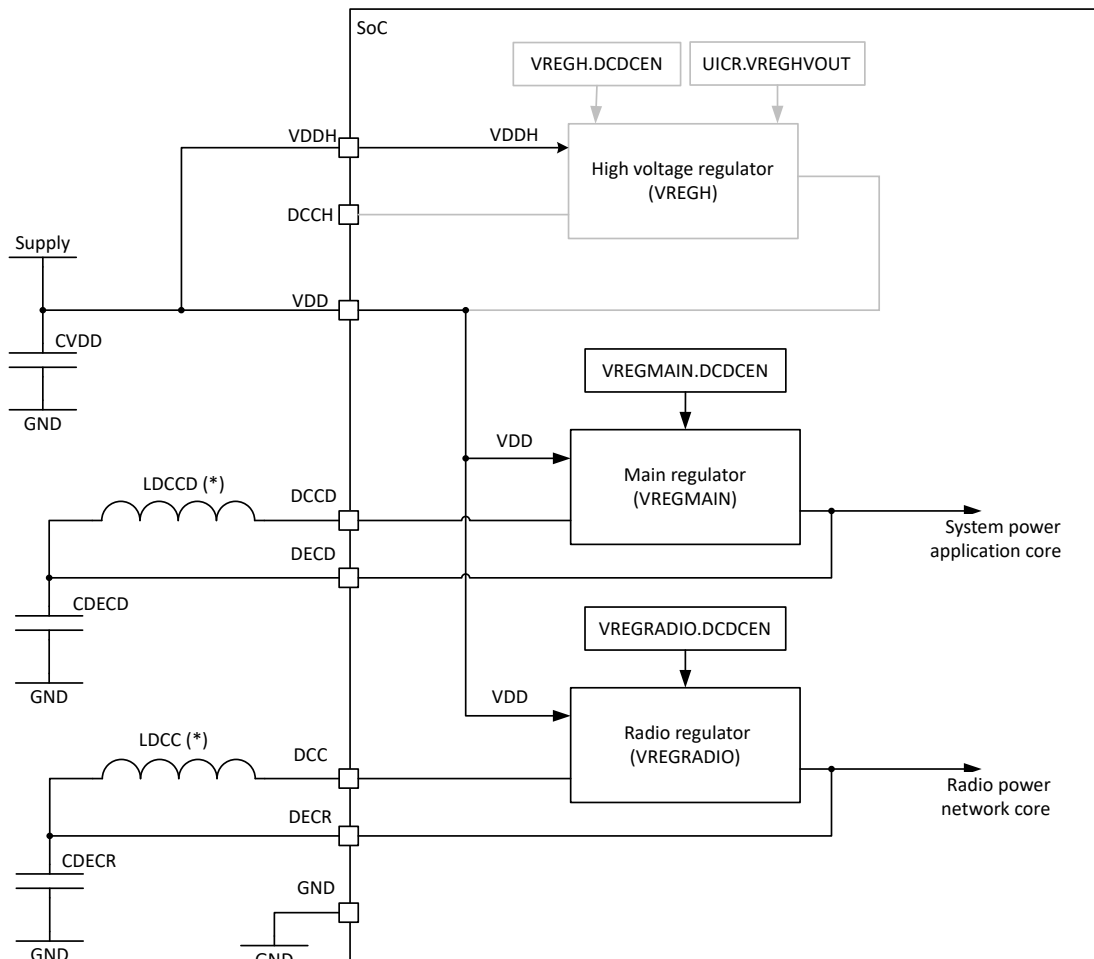 SoC
VREGH.DCDCEN
UICR.VREGHVOUT
VDDH
VDDH
High voltage regulator
(VREGH)
DCCH
Supply
VDD
CVDD
GND
VREGMAIN.DCDCEN
VDD
Main regulator
(VREGMAIN)
LDCCD (*)
DCCD
System power
application core
DECD
CDECD
GND
VREGRADIO.DCDCEN
VDD
Radio regulator
(VREGRADIO)
LDCC (*)
DCC
Radio power
network core
DECR
CDECR
GND
GND
GND